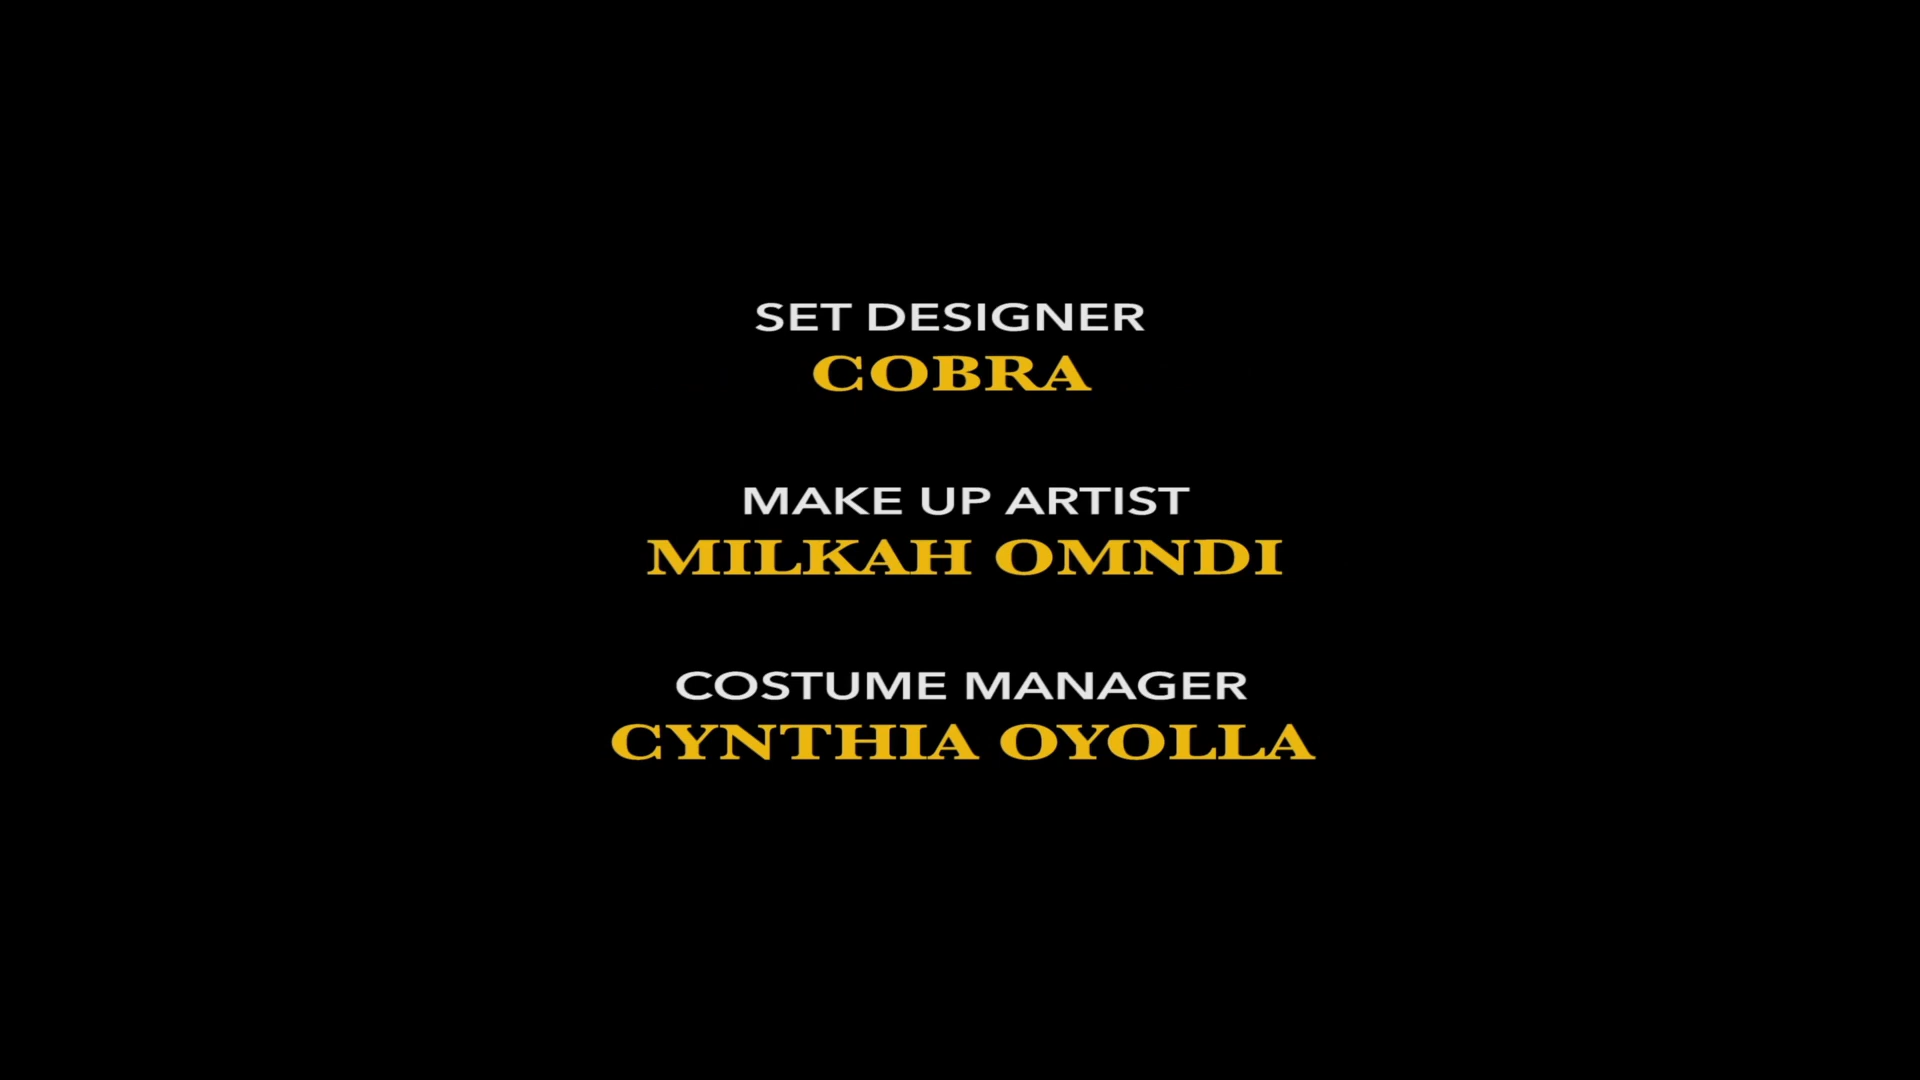 SET DESIGNER
COBRA
MAKE UP ARTIST
MILKAH OMNDI
COSTUME MANAGER
CYNTHIA OYOLLA